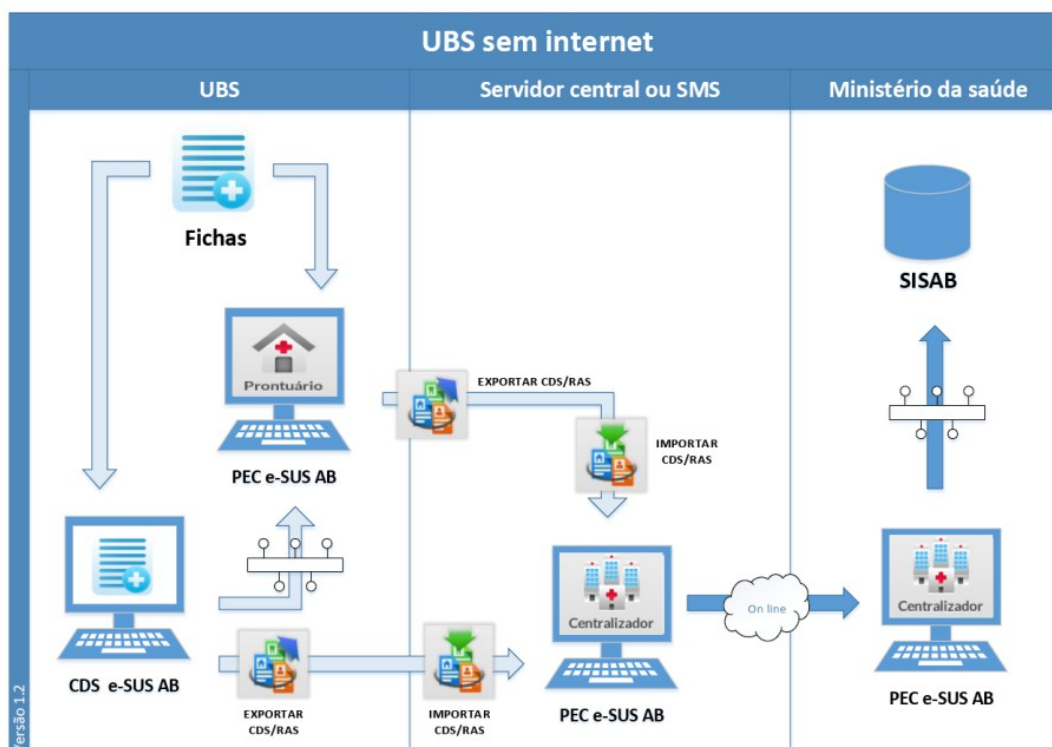 UBS sem internet
UBS
Servidor central ou SMS
Ministério da saúde
Fichas
SISAB
Prontuário
PEC e-SUS AB
EXPORTAR CDS/RAS
IMPORTAR
CDS/RAS
CDS e-SUS AB
EXPORTAR
CDS/RAS
IMPORTAR
CDS/RAS
Centralizador
PEC e-SUS AB
On line
Centralizador
PEC e-SUS AB
Versão 1.2